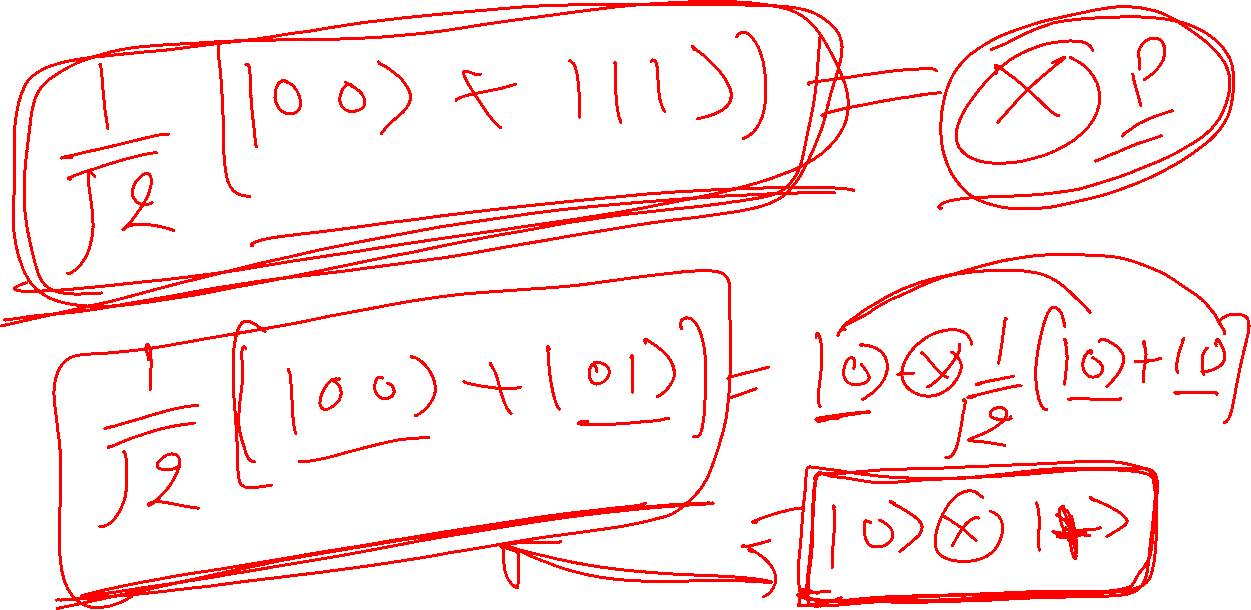 1/√2 [|00⟩ + |11⟩] = ⊗ ?
1/√2 [|00⟩ + |01⟩] = |0⟩ ⊗ 1/√2 (|0⟩ + |1⟩)
= |0⟩ ⊗ |+⟩